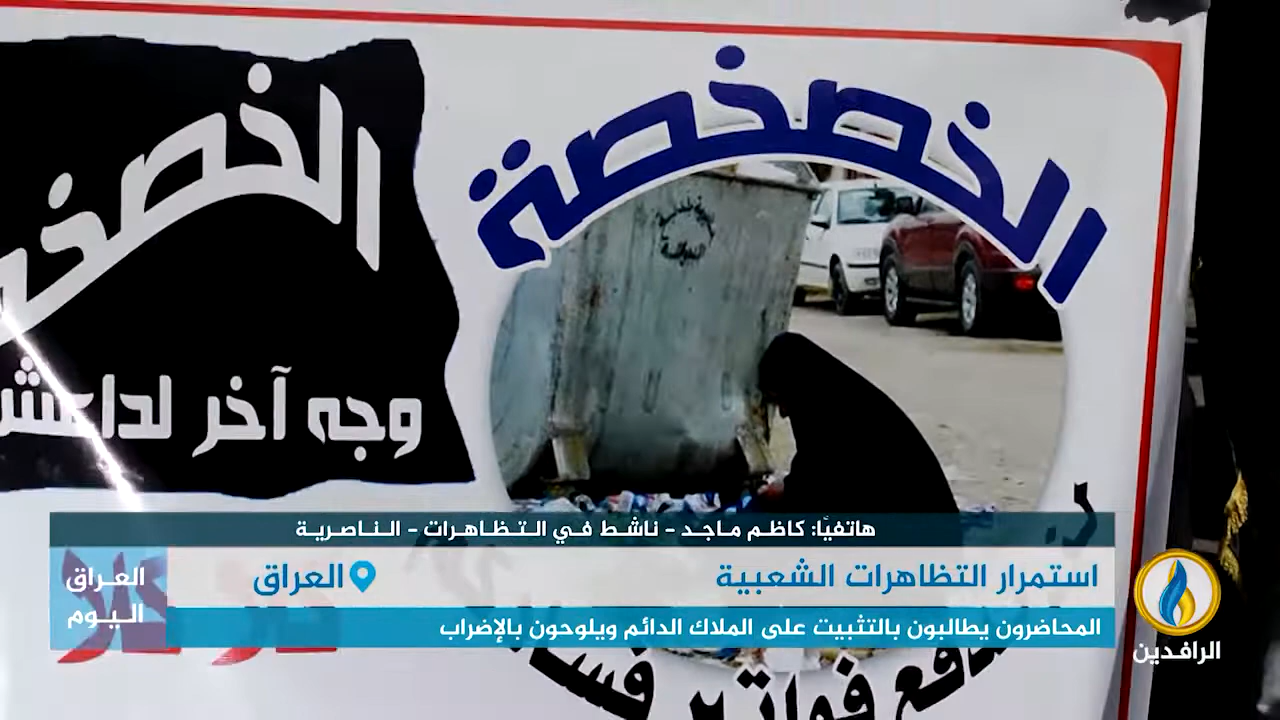 الخصخصة
الخصخ
وجه آخر لداعش
هاتفيًا: كاظم ماجد - ناشط في التظاهرات - الناصرية
استمرار التظاهرات الشعبية
العراق
العراق
اليوم
المحاضرون يطالبون بالتثبيت على الملاك الدائم ويلوحون بالإضراب
الرافدين
فواتير